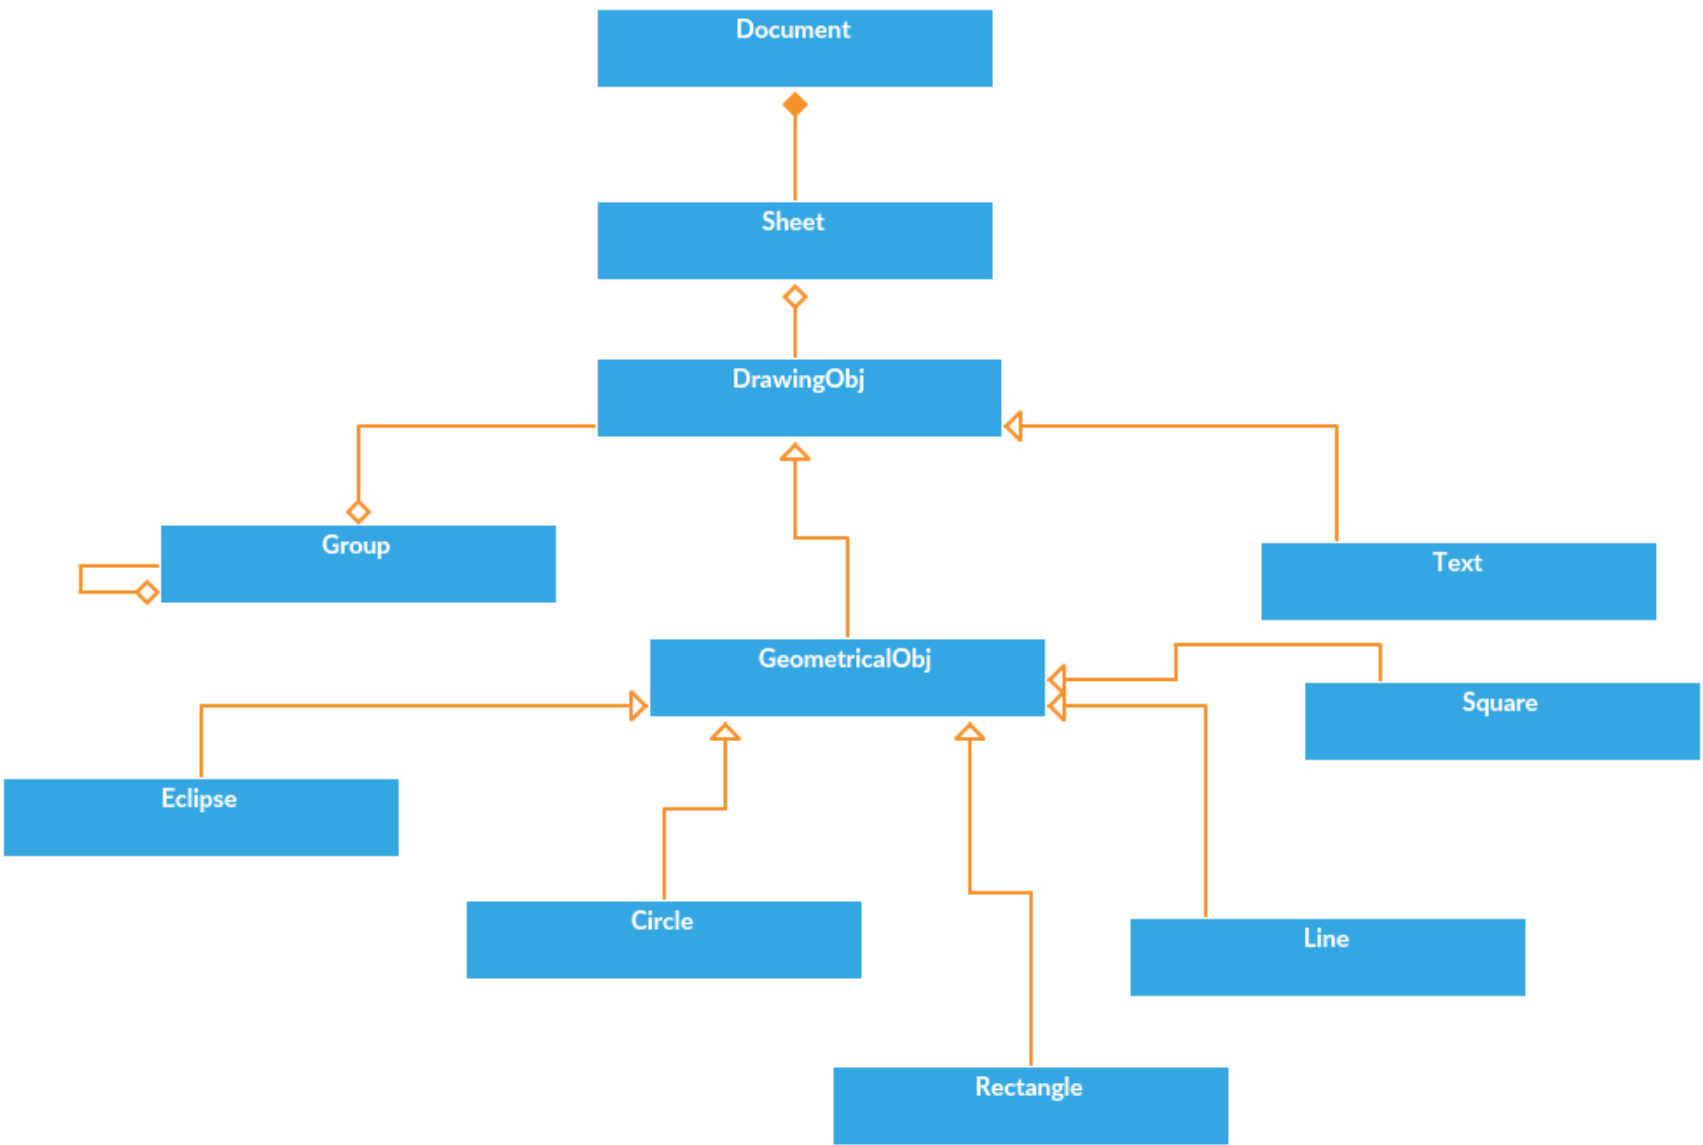 Document
Sheet
DrawingObj
Group
Text
GeometricalObj
Square
Eclipse
Circle
Line
Rectangle